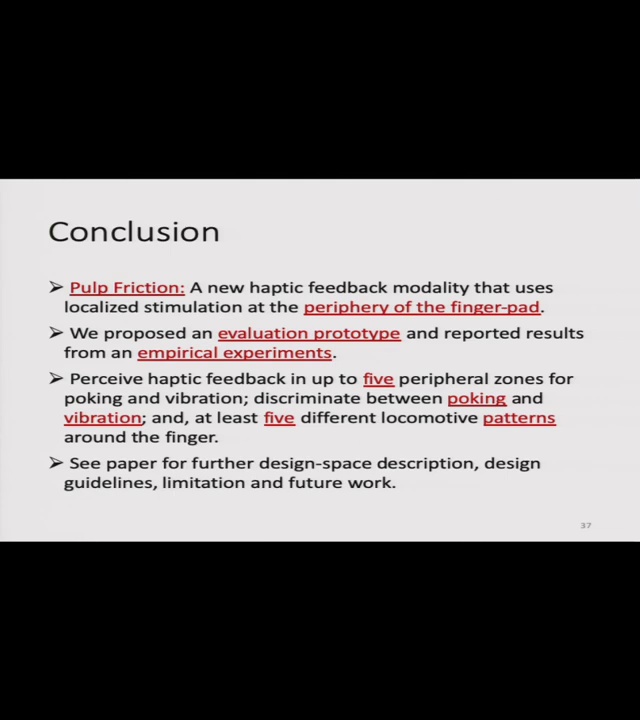 Conclusion
➢ Pulp Friction: A new haptic feedback modality that uses
localized stimulation at the periphery of the finger-pad.
➢ We proposed an evaluation prototype and reported results
from an empirical experiments.
➢ Perceive haptic feedback in up to five peripheral zones for
poking and vibration; discriminate between poking and
vibration; and, at least five different locomotive patterns
around the finger.
➢ See paper for further design-space description, design
guidelines, limitation and future work.
37